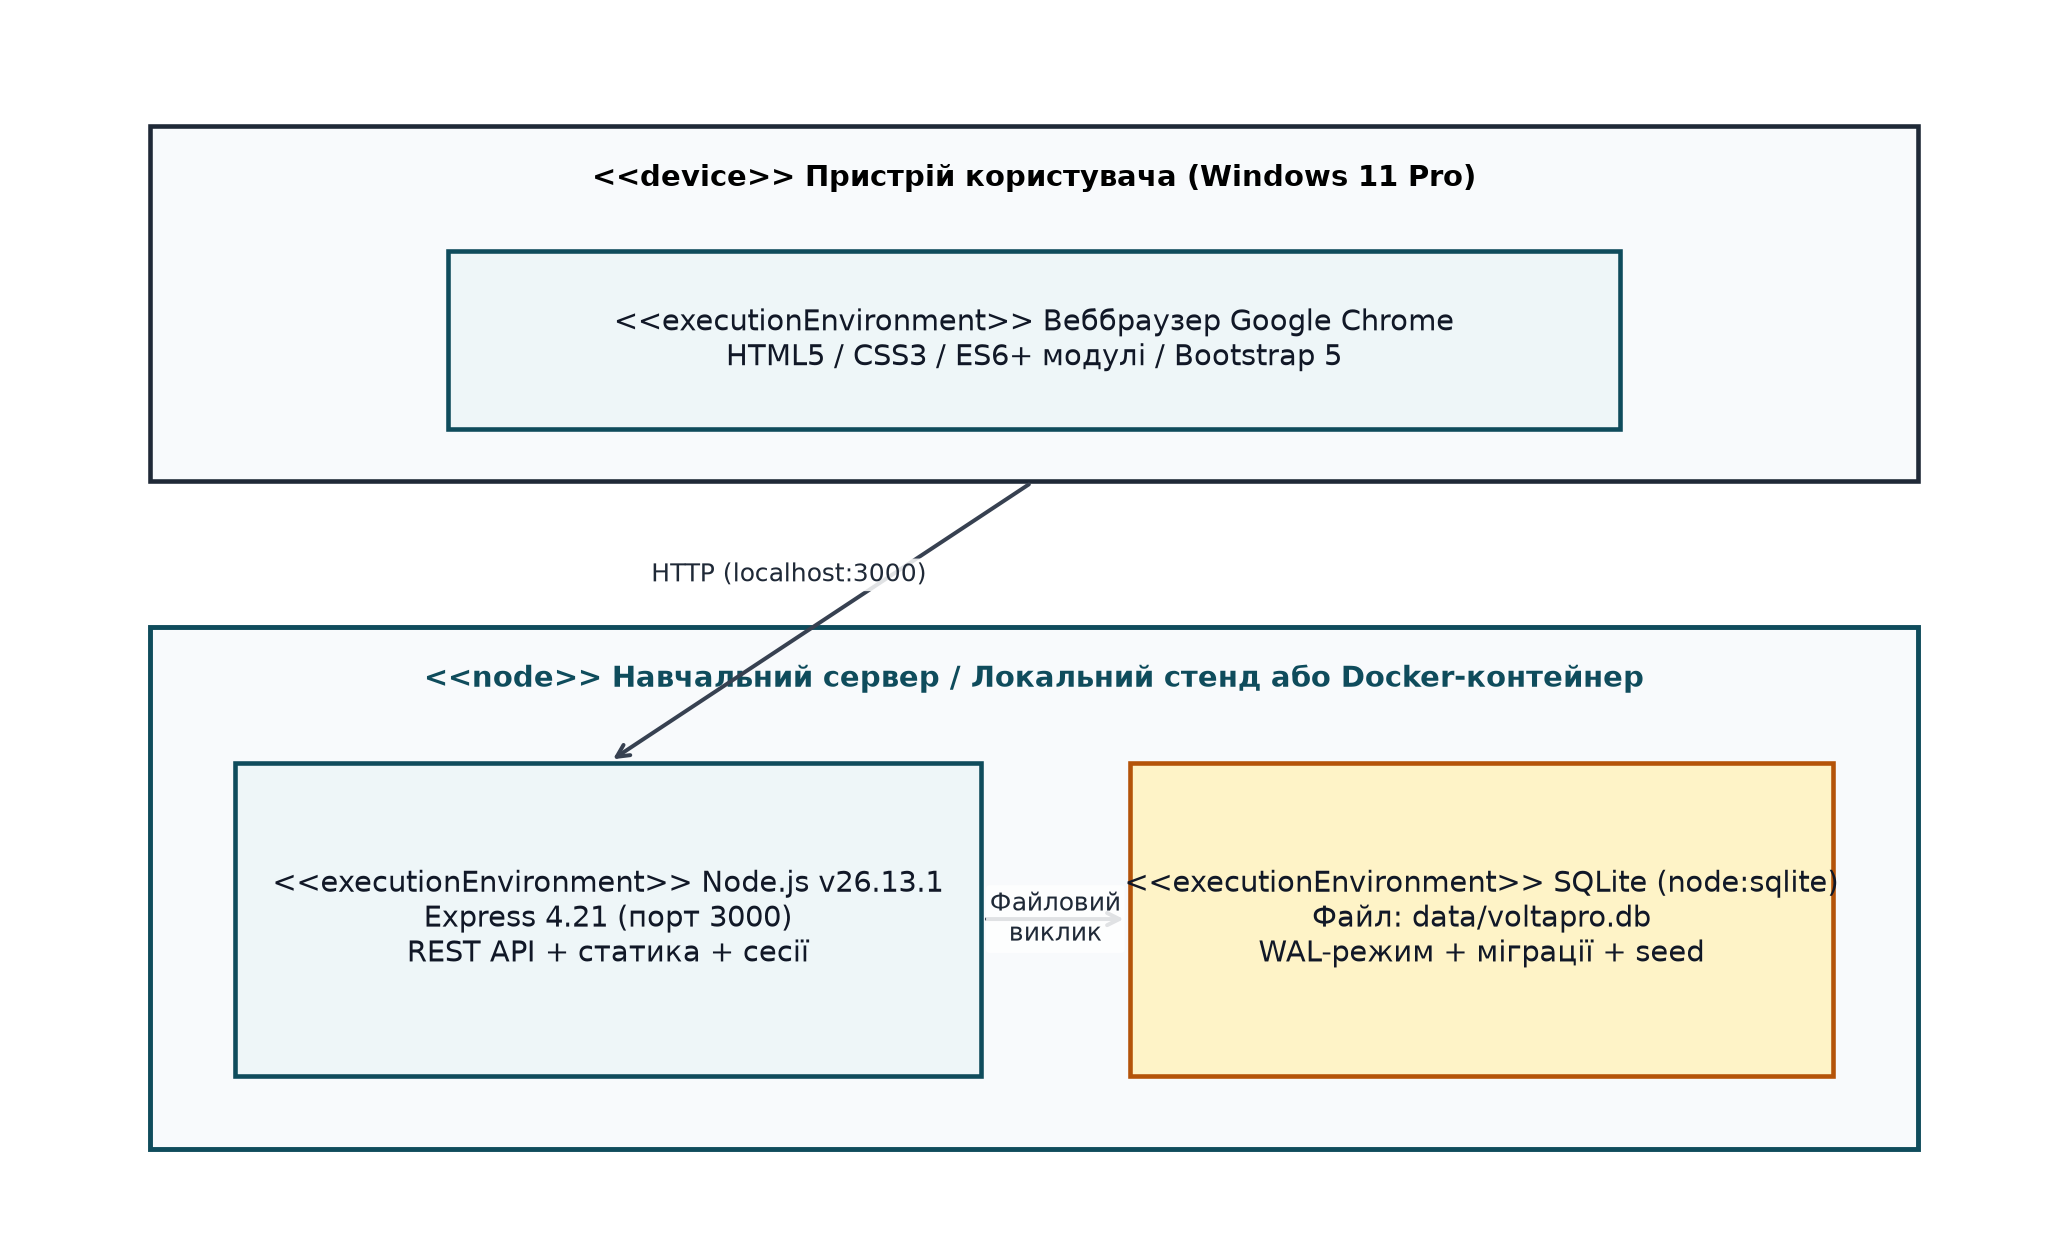 <<device>> Пристрій користувача (Windows 11 Pro)
<<executionEnvironment>> Веббраузер Google Chrome
HTML5 / CSS3 / ES6+ модулі / Bootstrap 5
HTTP (localhost:3000)
<<node>> Навчальний сервер / Локальний стенд або Docker-контейнер
<<executionEnvironment>> Node.js v26.13.1
Express 4.21 (порт 3000)
REST API + статика + сесії
Файловий
виклик
<<executionEnvironment>> SQLite (node:sqlite)
Файл: data/voltapro.db
WAL-режим + міграції + seed